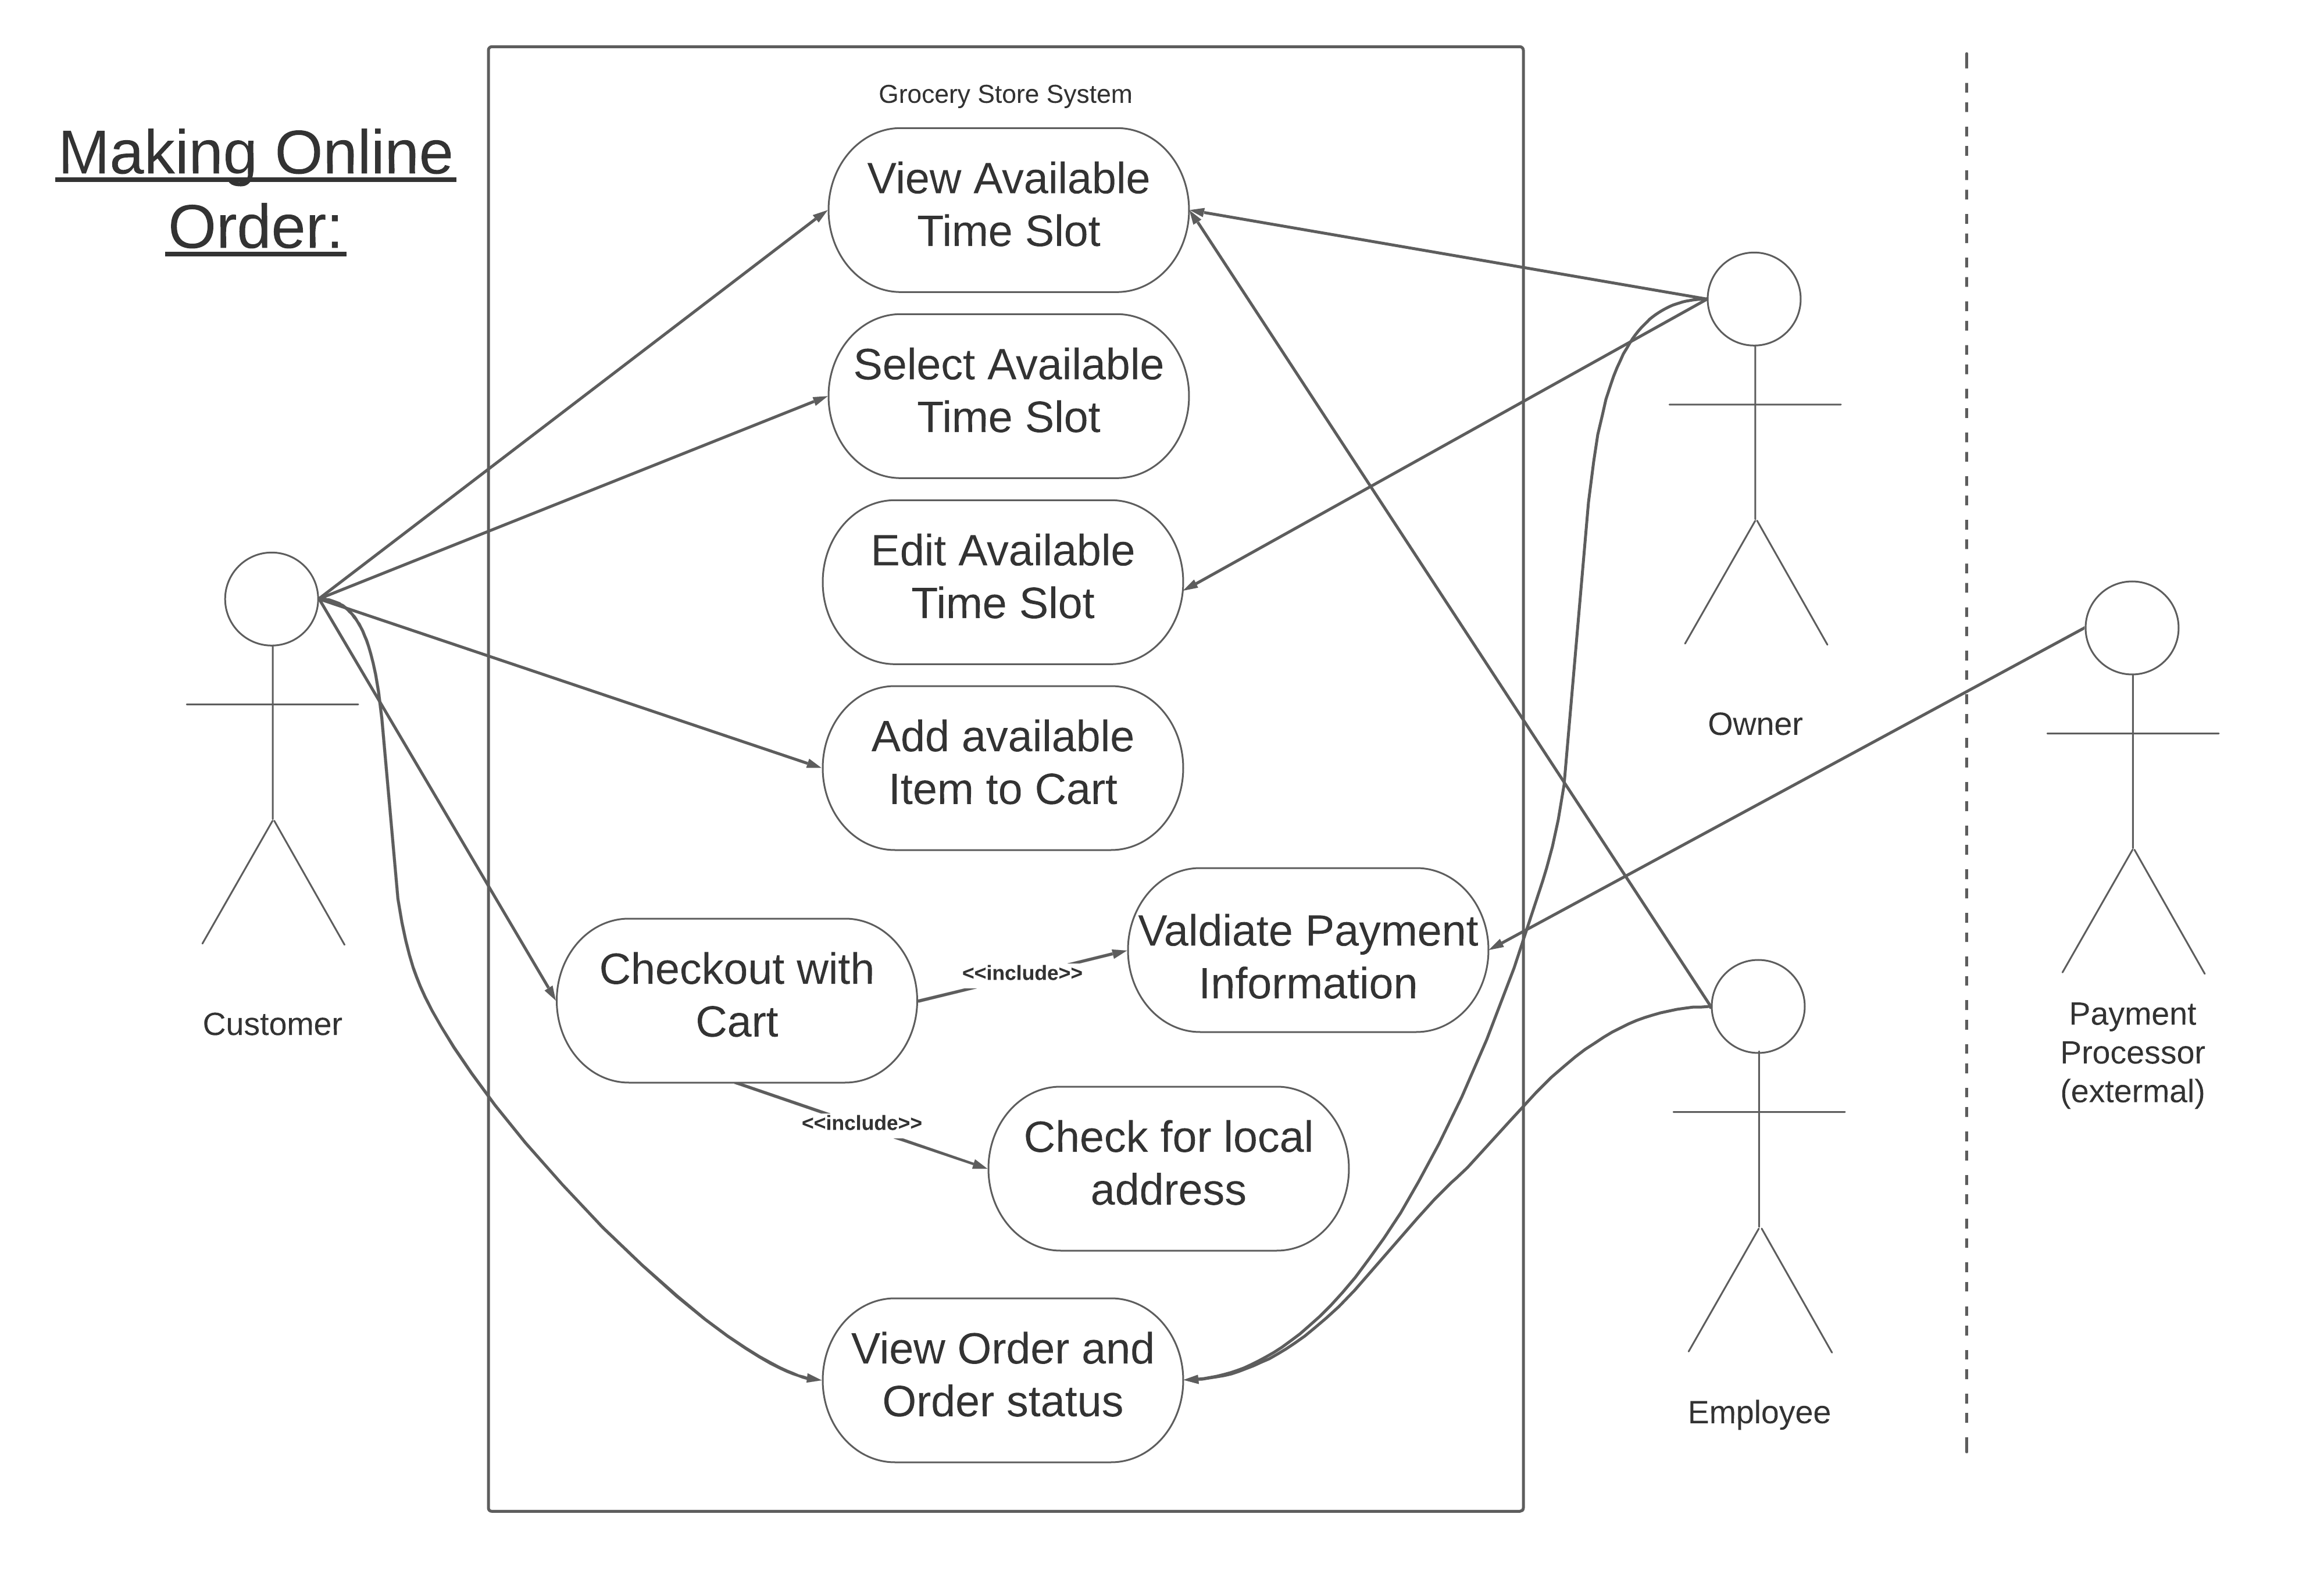 Making Online
Order:
Grocery Store System
View Available
Time Slot
Select Available
Time Slot
Edit Available
Time Slot
Add available
Item to Cart
Checkout with
Cart
<<include>>
Valdiate Payment
Information
<<include>>
Check for local
address
View Order and
Order status
Customer
Owner
Employee
Payment
Processor
(extermal)